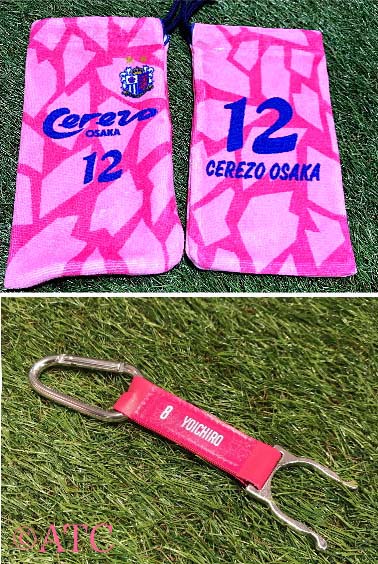 Cerezo
OSAKA
12
12
CEREZO OSAKA
8 YOICHIRO
©ATC